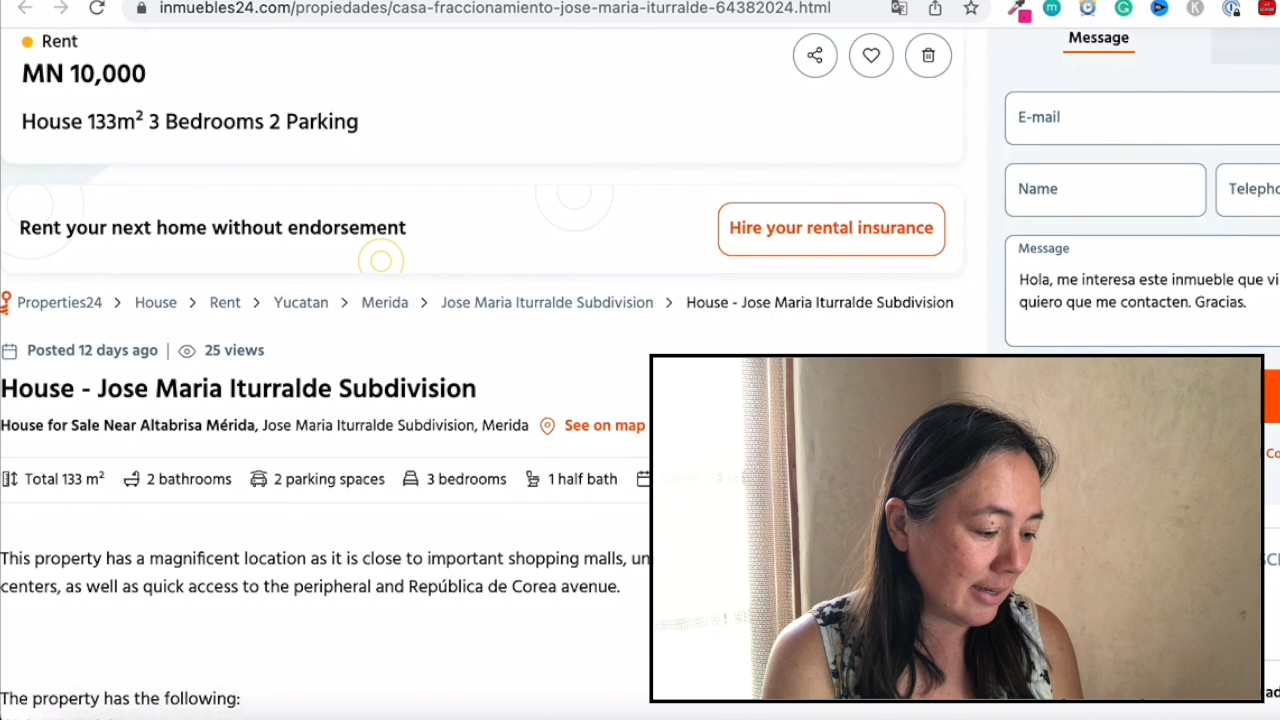 inmuebles24.com/propiedades/casa-fraccionamiento-jose-maria-iturralde-64382024.html
Rent
MN 10,000
House 133m² 3 Bedrooms 2 Parking
Message
E-mail
Name
Message
Hola, me interesa este inmueble que
quiero que me contacten. Gracias.
Rent your next home without endorsement
Hire your rental insurance
Properties24 > House > Rent > Yucatan > Merida > Jose Maria Iturralde Subdivision > House - Jose Maria Iturralde Subdivision
Posted 12 days ago | 25 views
House - Jose Maria Iturralde Subdivision
House for Sale Near Altabrisa Mérida, Jose Maria Iturralde Subdivision, Merida See on map
Total 133 m² 2 bathrooms 2 parking spaces 3 bedrooms 1 half bath
This property has a magnificent location as it is close to important shopping malls,
centers, as well as quick access to the peripheral and República de Corea avenue.
The property has the following: